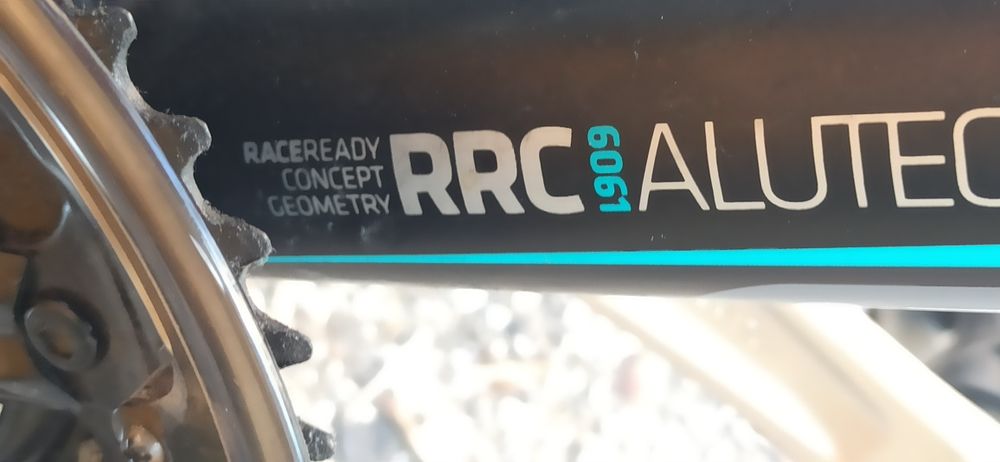 RACEREADY
CONCEPT
GEOMETRY
RRC
6061
ALUTEC